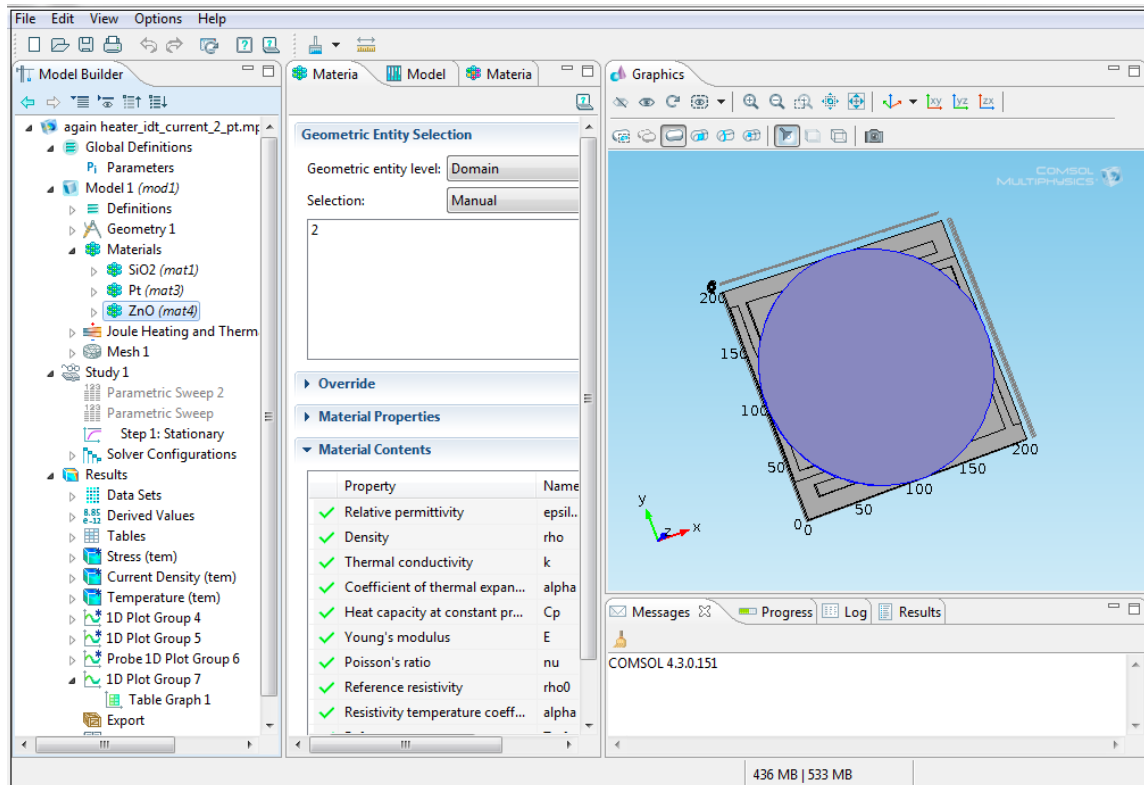 File Edit View Options Help
Model Builder
again heater_idt_current_2_pt.mp
Global Definitions
Pi Parameters
Model 1 (mod1)
Definitions
Geometry 1
Materials
SiO2 (mat1)
Pt (mat3)
ZnO (mat4)
Joule Heating and Therm
Mesh 1
Study 1
Parametric Sweep 2
Parametric Sweep
Step 1: Stationary
Solver Configurations
Results
Data Sets
8.85 e-12 Derived Values
Tables
Stress (tem)
Current Density (tem)
Temperature (tem)
1D Plot Group 4
1D Plot Group 5
Probe 1D Plot Group 6
1D Plot Group 7
Table Graph 1
Export
Materia Model Materia
Geometric Entity Selection
Geometric entity level: Domain
Selection: Manual
2
Override
Material Properties
Material Contents
Property Name
Relative permittivity epsil..
Density rho
Thermal conductivity k
Coefficient of thermal expan... alpha
Heat capacity at constant pr... Cp
Young's modulus E
Poisson's ratio nu
Reference resistivity rho0
Resistivity temperature coeff... alpha
Graphics
xy yz zx
COMSOL
MULTIPHYSICS
200
150
100
50
0
0
50
100
150
200
y
z
x
Messages Progress Log Results
COMSOL 4.3.0.151
436 MB | 533 MB